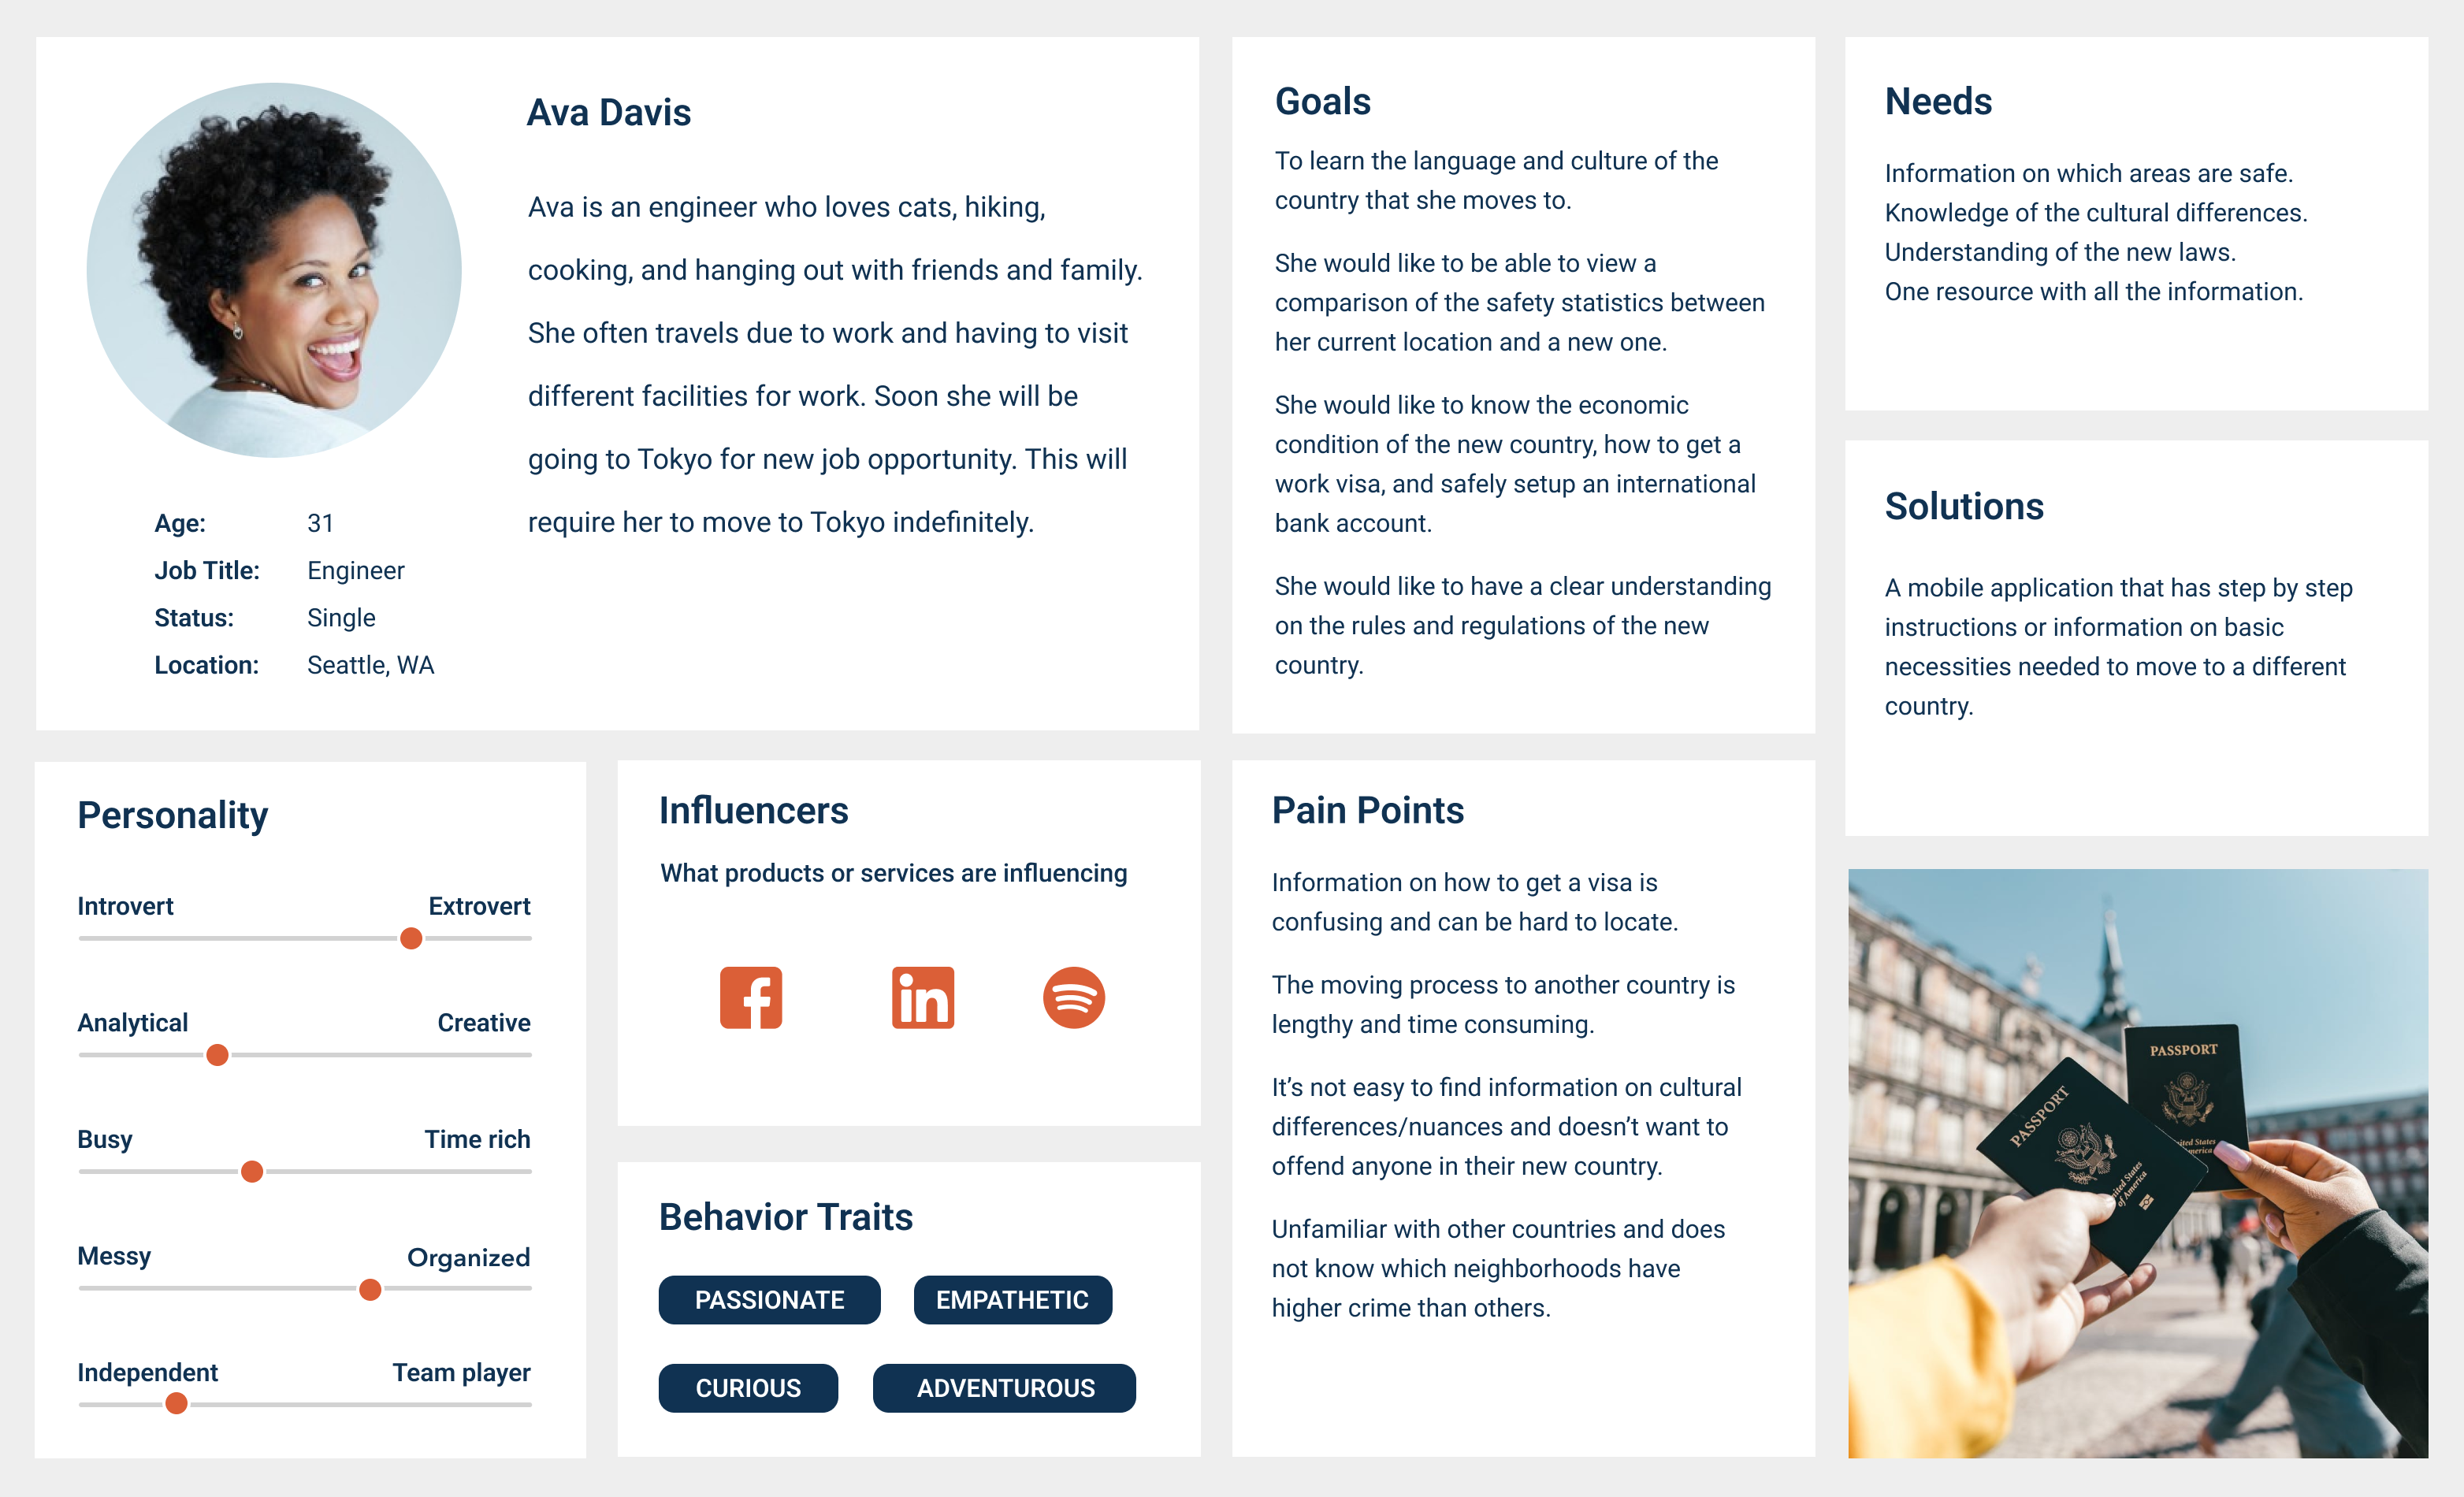 Ava Davis
Ava is an engineer who loves cats, hiking,
cooking, and hanging out with friends and family.
She often travels due to work and having to visit
different facilities for work. Soon she will be
going to Tokyo for new job opportunity. This will
require her to move to Tokyo indefinitely.
Age: 31
Job Title: Engineer
Status: Single
Location: Seattle, WA
Goals
To learn the language and culture of the
country that she moves to.
She would like to be able to view a
comparison of the safety statistics between
her current location and a new one.
She would like to know the economic
condition of the new country, how to get a
work visa, and safely setup an international
bank account.
She would like to have a clear understanding
on the rules and regulations of the new
country.
Needs
Information on which areas are safe.
Knowledge of the cultural differences.
Understanding of the new laws.
One resource with all the information.
Solutions
A mobile application that has step by step
instructions or information on basic
necessities needed to move to a different
country.
Personality
Introvert Extrovert
Analytical Creative
Busy Time rich
Messy Organized
Independent Team player
Influencers
What products or services are influencing
f
in
Behavior Traits
PASSIONATE EMPATHETIC
CURIOUS ADVENTUROUS
Pain Points
Information on how to get a visa is
confusing and can be hard to locate.
The moving process to another country is
lengthy and time consuming.
It’s not easy to find information on cultural
differences/nuances and doesn’t want to
offend anyone in their new country.
Unfamiliar with other countries and does
not know which neighborhoods have
higher crime than others.
PASSPORT
States
PASSPORT
States
of America